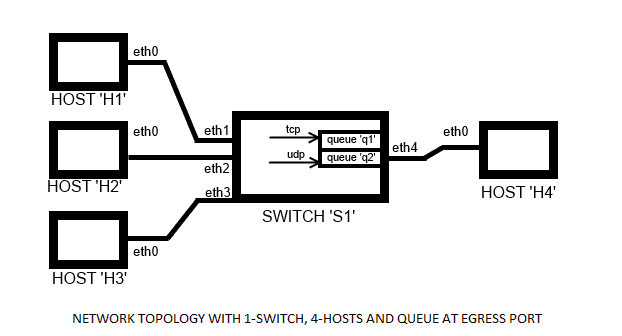 eth0
HOST 'H1'
eth0
HOST 'H2'
eth0
HOST 'H3'
eth1
eth2
eth3
tcp
queue 'q1'
udp
queue 'q2'
SWITCH 'S1'
eth4
eth0
HOST 'H4'
NETWORK TOPOLOGY WITH 1-SWITCH, 4-HOSTS AND QUEUE AT EGRESS PORT